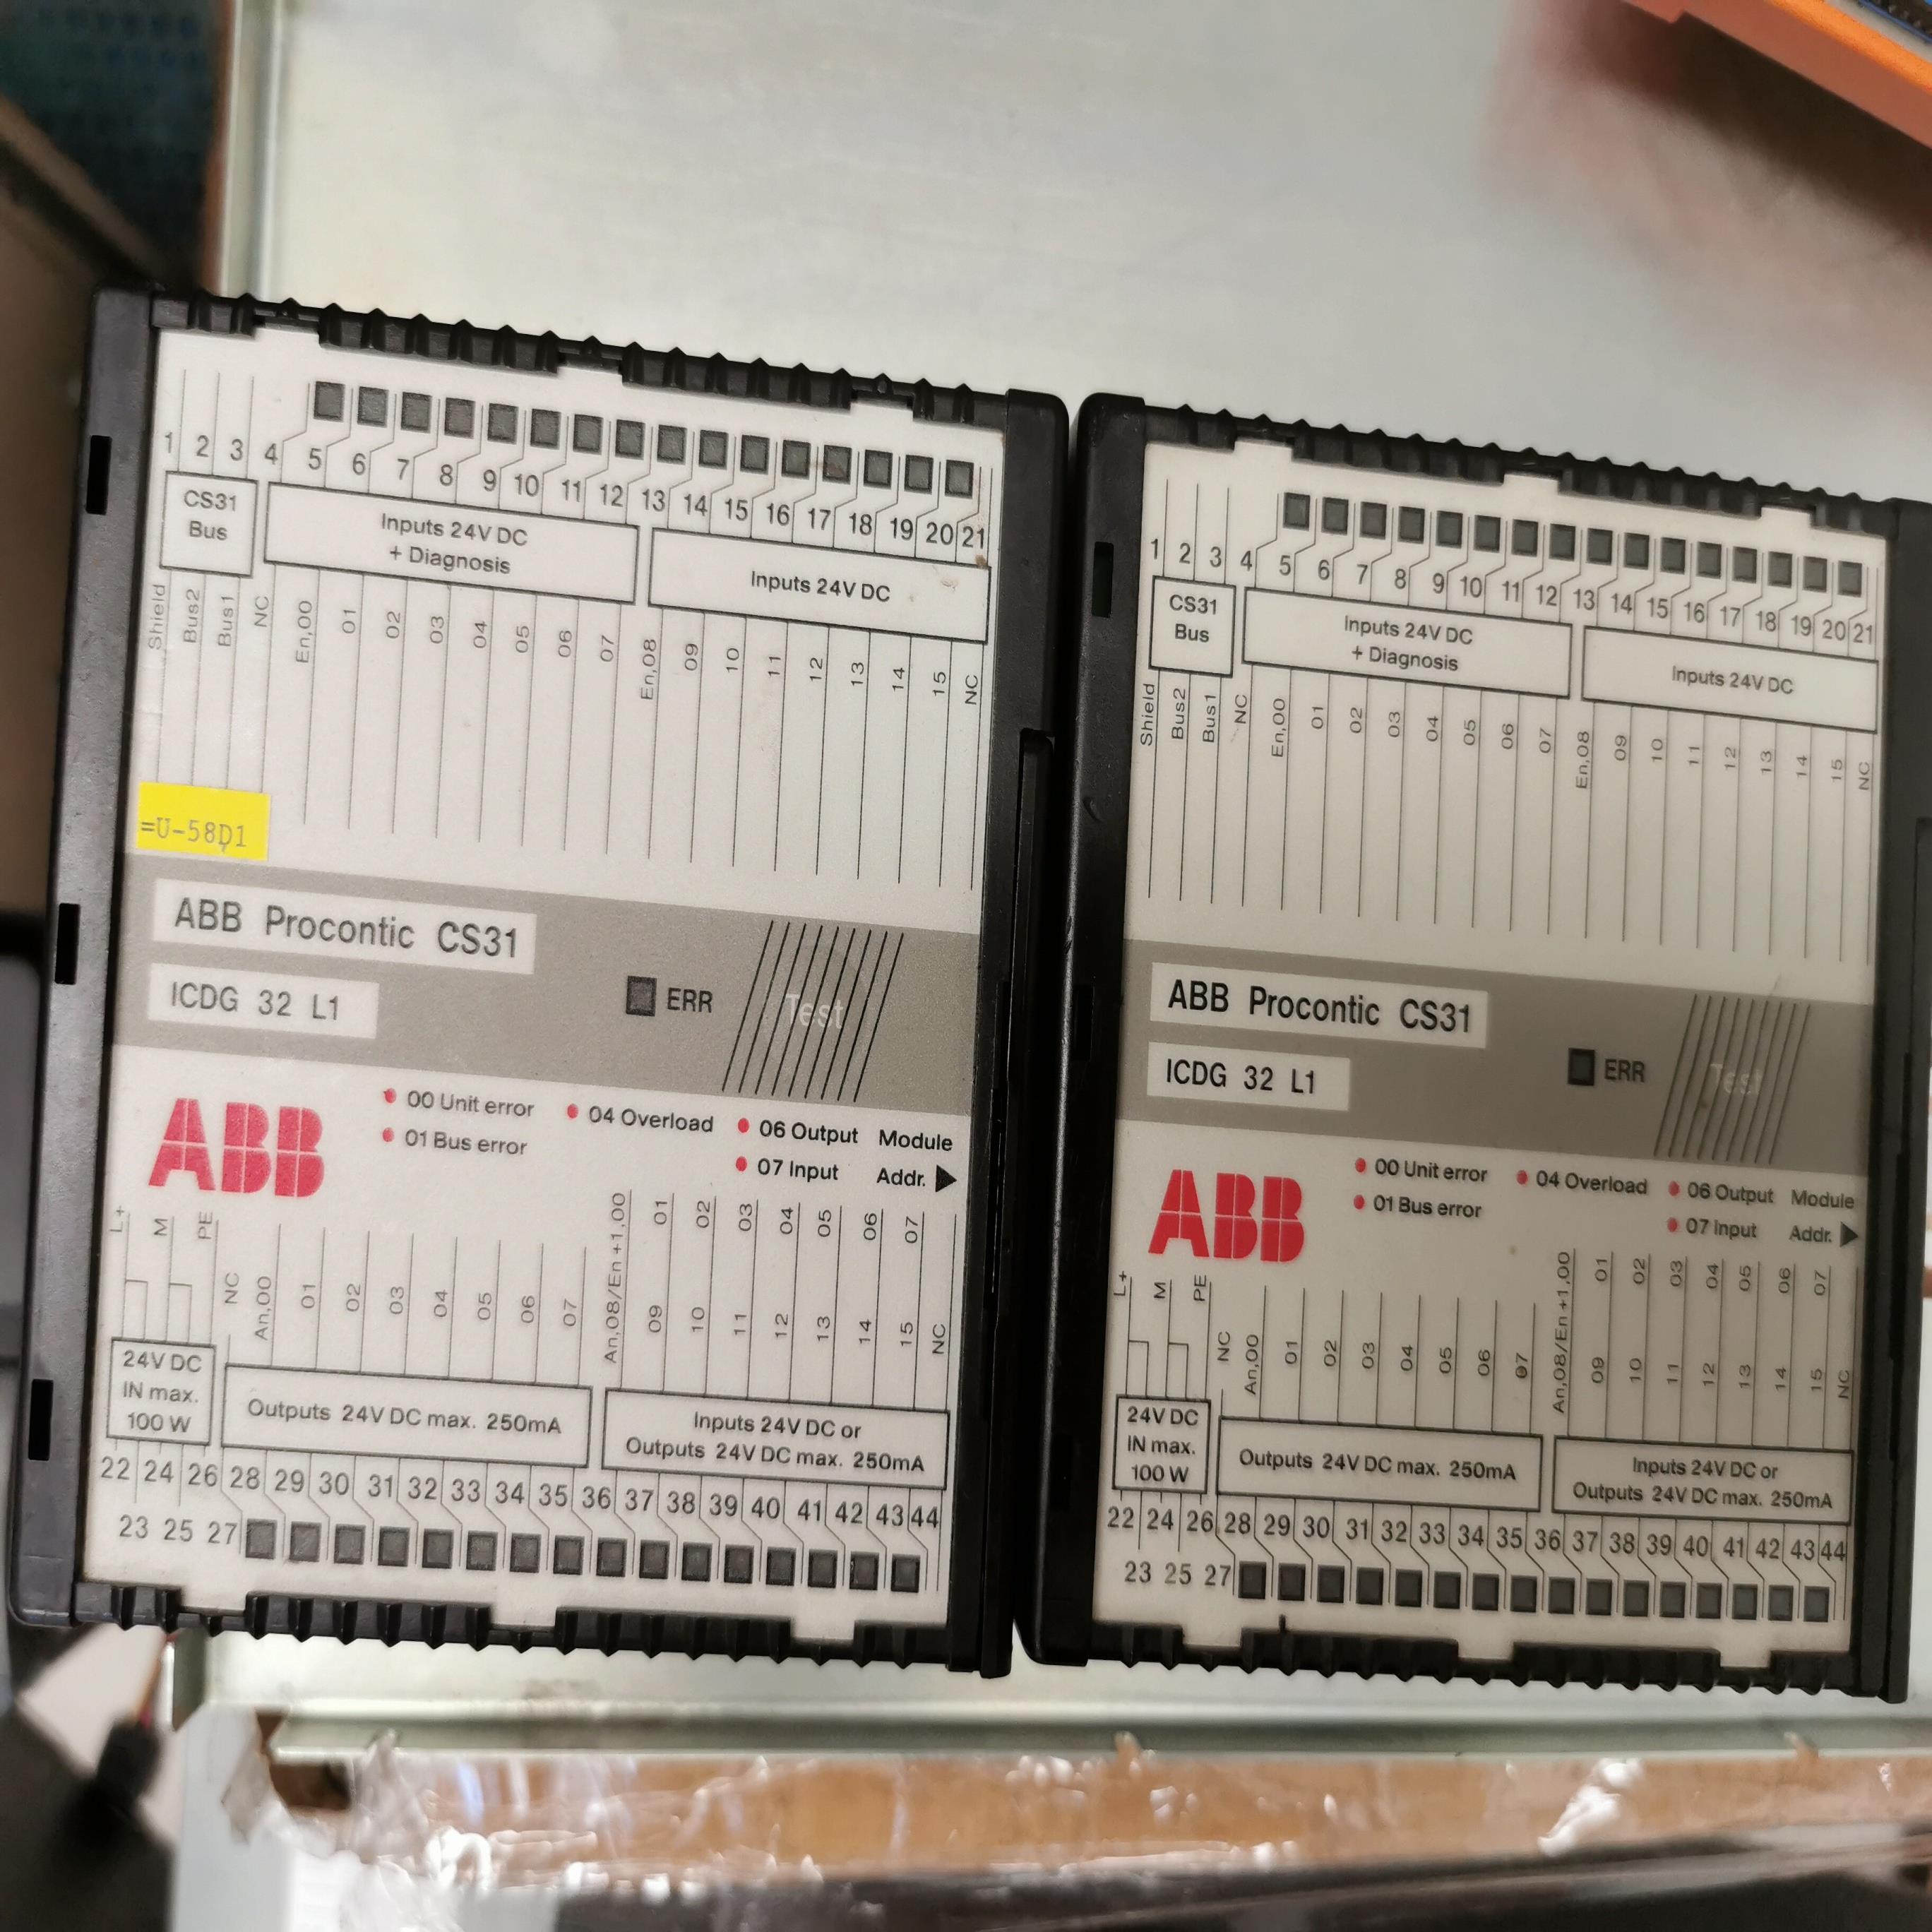 1 2 3 4 5 6 7 8 9 10 11 12 13 14 15 16 17 18 19 20 21
CS31
Bus
Inputs 24V DC
+ Diagnosis
Inputs 24V DC
Shield Bus2 Bus1 NC En,00 01 02 03 04 05 06 07 En,08 09 10 11 12 13 14 15 NC
=U-58D1
ABB Procontic CS31
ICDG 32 L1
ERR
Test
ABB
00 Unit error
01 Bus error
04 Overload
06 Output Module
07 Input Addr.
L+ M PE
An,08/En+1,00 01 02 03 04 05 06 07
NC An,00 01 02 03 04 05 06 07
09 10 11 12 13 14 15 NC
24V DC
IN max.
100 W
Outputs 24V DC max. 250mA
Inputs 24V DC or
Outputs 24V DC max. 250mA
22 24 26 28 29 30 31 32 33 34 35 36 37 38 39 40 41 42 43 44
23 25 27
1 2 3 4 5 6 7 8 9 10 11 12 13 14 15 16 17 18 19 20 21
CS31
Bus
Inputs 24V DC
+ Diagnosis
Inputs 24V DC
Shield Bus2 Bus1 NC En,00 01 02 03 04 05 06 07 En,08 09 10 11 12 13 14 15 NC
ABB Procontic CS31
ICDG 32 L1
ERR
Test
ABB
00 Unit error
01 Bus error
04 Overload
06 Output Module
07 Input Addr.
L+ M PE
An,08/En+1,00 01 02 03 04 05 06 07
NC An,00 01 02 03 04 05 06 07
09 10 11 12 13 14 15 NC
24V DC
IN max.
100 W
Outputs 24V DC max. 250mA
Inputs 24V DC or
Outputs 24V DC max. 250mA
22 24 26 28 29 30 31 32 33 34 35 36 37 38 39 40 41 42 43 44
23 25 27